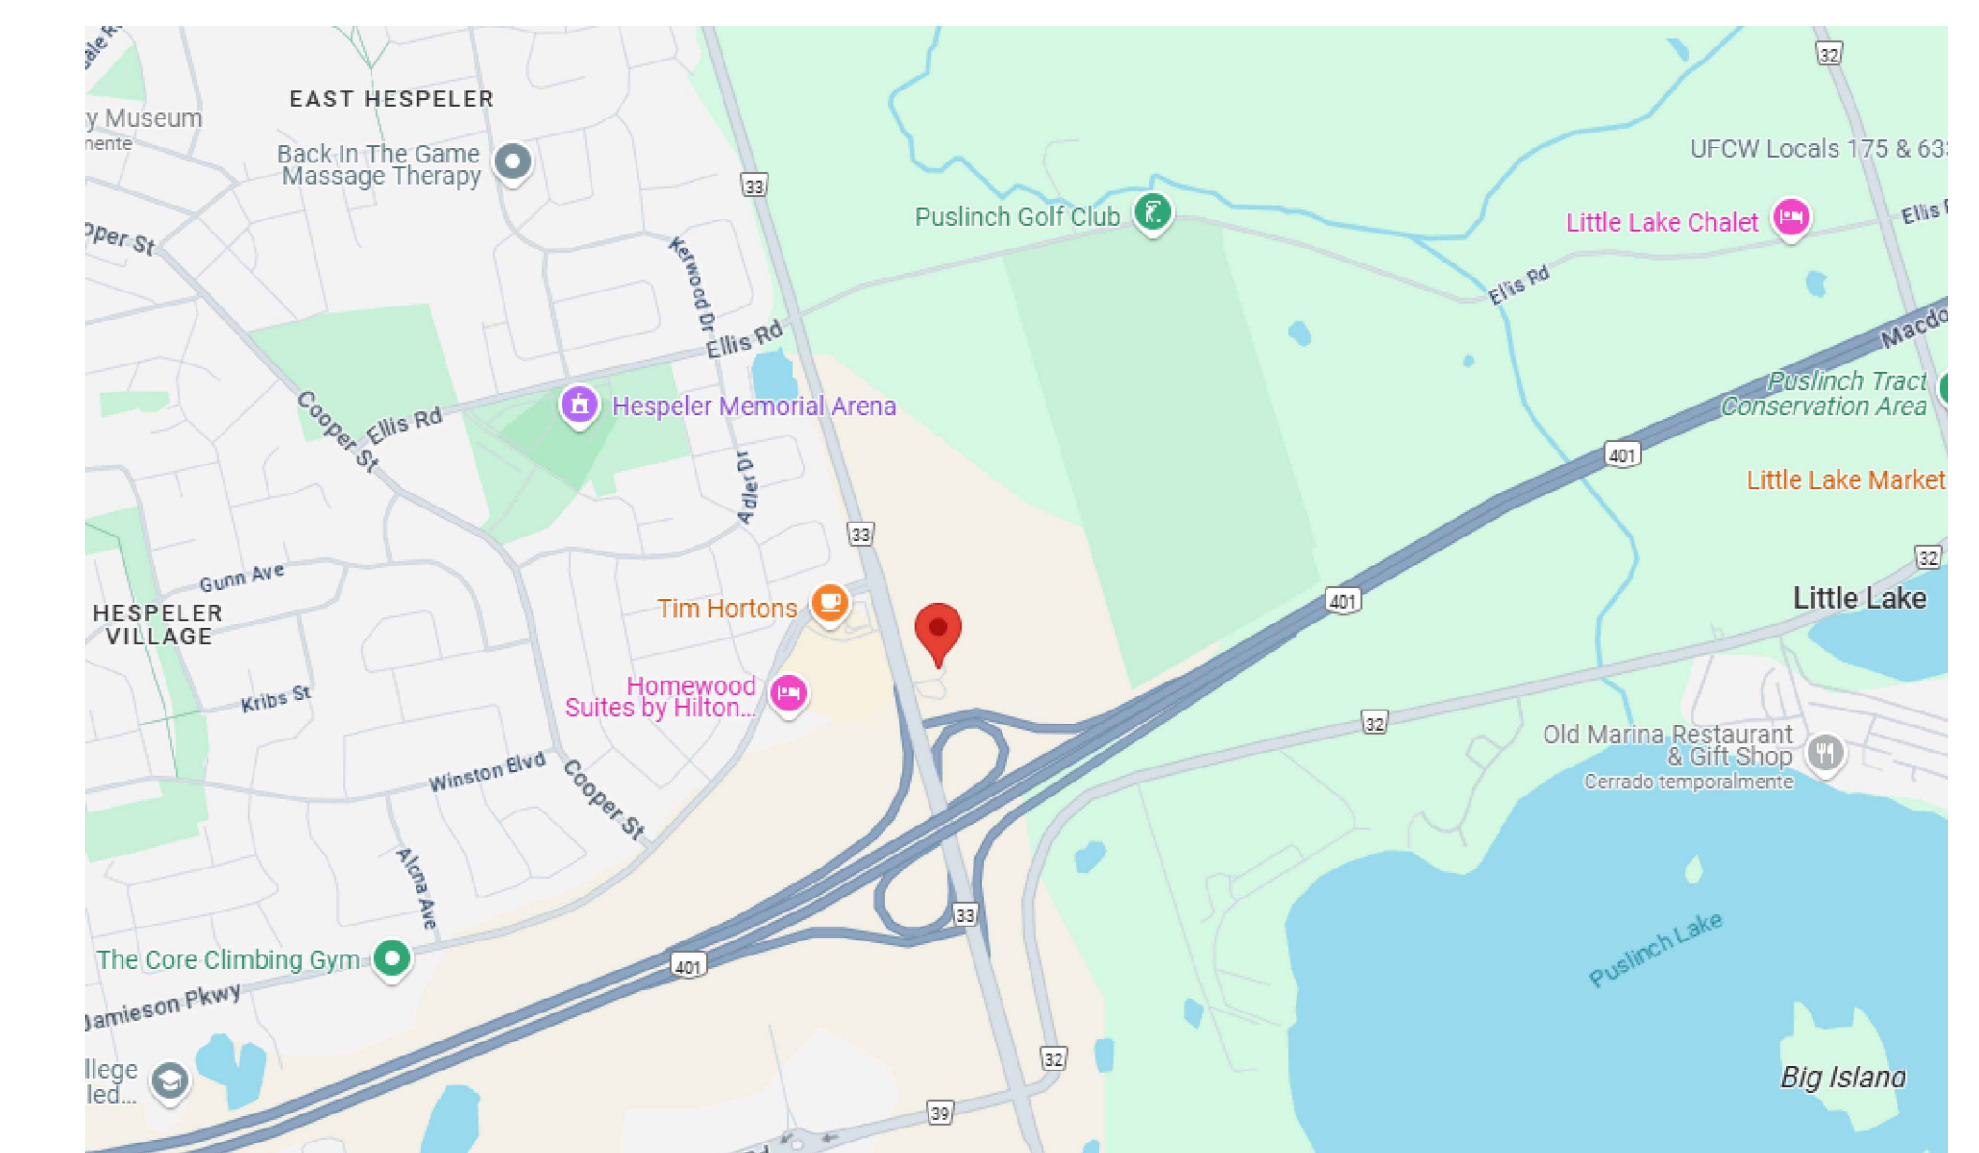 EAST HESPELER
y Museum
nente
Back In The Game
Massage Therapy
32
UFCW Locals 175 & 63
33
Puslinch Golf Club
Little Lake Chalet
Ellis
pper St
Kerwood Dr
Ellis Rd
Ellis Rd
Macdo
Puslinch Tract
Conservation Area
Hespeler Memorial Arena
Cooper St
Ellis Rd
401
Little Lake Market
Adler Dr
33
32
Gunn Ave
HESPELER
VILLAGE
Tim Hortons
401
Little Lake
Kribs St
Homewood
Suites by Hilton...
32
Old Marina Restaurant
& Gift Shop
Cerrado temporalmente
Winston Blvd
Cooper St
Alcna Ave
33
The Core Climbing Gym
401
Puslinch Lake
Jamieson Pkwy
32
llege
led...
Big Island
39